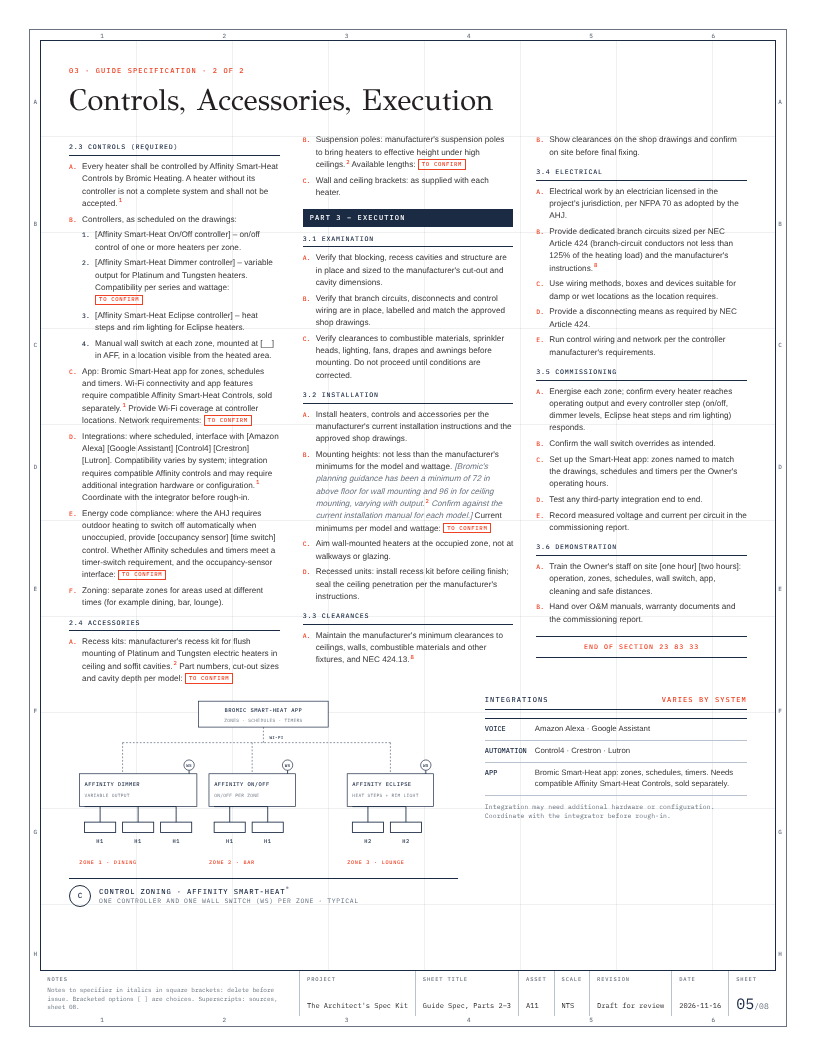 1 2 3 4 5 6
03 · GUIDE SPECIFICATION · 2 OF 2
Controls, Accessories, Execution
2.3 CONTROLS (REQUIRED)
A. Every heater shall be controlled by Affinity Smart-Heat
Controls by Bromic Heating. A heater without its
controller is not a complete system and shall not be
accepted. 1
B. Controllers, as scheduled on the drawings:
1. [Affinity Smart-Heat On/Off controller] – on/off
control of one or more heaters per zone.
2. [Affinity Smart-Heat Dimmer controller] – variable
output for Platinum and Tungsten heaters.
Compatibility per series and wattage:
TO CONFIRM
3. [Affinity Smart-Heat Eclipse controller] – heat
steps and rim lighting for Eclipse heaters.
4. Manual wall switch at each zone, mounted at [__]
in AFF, in a location visible from the heated area.
C. App: Bromic Smart-Heat app for zones, schedules
and timers. Wi-Fi connectivity and app features
require compatible Affinity Smart-Heat Controls, sold
separately. 1 Provide Wi-Fi coverage at controller
locations. Network requirements: TO CONFIRM
D. Integrations: where scheduled, interface with [Amazon
Alexa] [Google Assistant] [Control4] [Crestron]
[Lutron]. Compatibility varies by system; integration
requires compatible Affinity controls and may require
additional integration hardware or configuration. 1
Coordinate with the integrator before rough-in.
E. Energy code compliance: where the AHJ requires
outdoor heating to switch off automatically when
unoccupied, provide [occupancy sensor] [time switch]
control. Whether Affinity schedules and timers meet a
timer-switch requirement, and the occupancy-sensor
interface: TO CONFIRM
F. Zoning: separate zones for areas used at different
times (for example dining, bar, lounge).
2.4 ACCESSORIES
A. Recess kits: manufacturer's recess kit for flush
mounting of Platinum and Tungsten electric heaters in
ceiling and soffit cavities. 2 Part numbers, cut-out sizes
and cavity depth per model: TO CONFIRM
B. Suspension poles: manufacturer's suspension poles
to bring heaters to effective height under high
ceilings. 2 Available lengths: TO CONFIRM
C. Wall and ceiling brackets: as supplied with each
heater.
PART 3 – EXECUTION
3.1 EXAMINATION
A. Verify that blocking, recess cavities and structure are
in place and sized to the manufacturer's cut-out and
cavity dimensions.
B. Verify that branch circuits, disconnects and control
wiring are in place, labelled and match the approved
shop drawings.
C. Verify clearances to combustible materials, sprinkler
heads, lighting, fans, drapes and awnings before
mounting. Do not proceed until conditions are
corrected.
3.2 INSTALLATION
A. Install heaters, controls and accessories per the
manufacturer's current installation instructions and the
approved shop drawings.
B. Mounting heights: not less than the manufacturer's
minimums for the model and wattage. [Bromic's
planning guidance has been a minimum of 72 in
above floor for wall mounting and 96 in for ceiling
mounting, varying with output. 2 Confirm against the
current installation manual for each model.] Current
minimums per model and wattage: TO CONFIRM
C. Aim wall-mounted heaters at the occupied zone, not at
walkways or glazing.
D. Recessed units: install recess kit before ceiling finish;
seal the ceiling penetration per the manufacturer's
instructions.
3.3 CLEARANCES
A. Maintain the manufacturer's minimum clearances to
ceilings, walls, combustible materials and other
fixtures, and NEC 424.13. 8
B. Show clearances on the shop drawings and confirm
on site before final fixing.
3.4 ELECTRICAL
A. Electrical work by an electrician licensed in the
project's jurisdiction, per NFPA 70 as adopted by the
AHJ.
B. Provide dedicated branch circuits sized per NEC
Article 424 (branch-circuit conductors not less than
125% of the heating load) and the manufacturer's
instructions. 8
C. Use wiring methods, boxes and devices suitable for
damp or wet locations as the location requires.
D. Provide a disconnecting means as required by NEC
Article 424.
E. Run control wiring and network per the controller
manufacturer's requirements.
3.5 COMMISSIONING
A. Energise each zone; confirm every heater reaches
operating output and every controller step (on/off,
dimmer levels, Eclipse heat steps and rim lighting)
responds.
B. Confirm the wall switch overrides as intended.
C. Set up the Smart-Heat app: zones named to match
the drawings, schedules and timers per the Owner's
operating hours.
D. Test any third-party integration end to end.
E. Record measured voltage and current per circuit in the
commissioning report.
3.6 DEMONSTRATION
A. Train the Owner's staff on site [one hour] [two hours]:
operation, zones, schedules, wall switch, app,
cleaning and safe distances.
B. Hand over O&M manuals, warranty documents and
the commissioning report.
END OF SECTION 23 83 33
BROMIC SMART-HEAT APP
ZONES · SCHEDULES · TIMERS
WI-FI
WS WS WS
AFFINITY DIMMER AFFINITY ON/OFF AFFINITY ECLIPSE
VARIABLE OUTPUT ON/OFF PER ZONE HEAT STEPS + RIM LIGHT
H1 H1 H1 H1 H1 H2 H2
ZONE 1 · DINING ZONE 2 · BAR ZONE 3 · LOUNGE
C CONTROL ZONING · AFFINITY SMART-HEAT
ONE CONTROLLER AND ONE WALL SWITCH (WS) PER ZONE · TYPICAL
INTEGRATIONS VARIES BY SYSTEM
VOICE Amazon Alexa · Google Assistant
AUTOMATION Control4 · Crestron · Lutron
APP Bromic Smart-Heat app: zones, schedules, timers. Needs
compatible Affinity Smart-Heat Controls, sold separately.
Integration may need additional hardware or configuration.
Coordinate with the integrator before rough-in.
A A
B B
C C
D D
E E
F F
G G
H H
NOTES
Notes to specifier in italics in square brackets: delete before
issue. Bracketed options [ ] are choices. Superscripts: sources,
sheet 08.
PROJECT SHEET TITLE ASSET SCALE REVISION DATE SHEET
The Architect's Spec Kit Guide Spec, Parts 2–3 A11 NTS Draft for review 2026-11-16 05/08
1 2 3 4 5 6